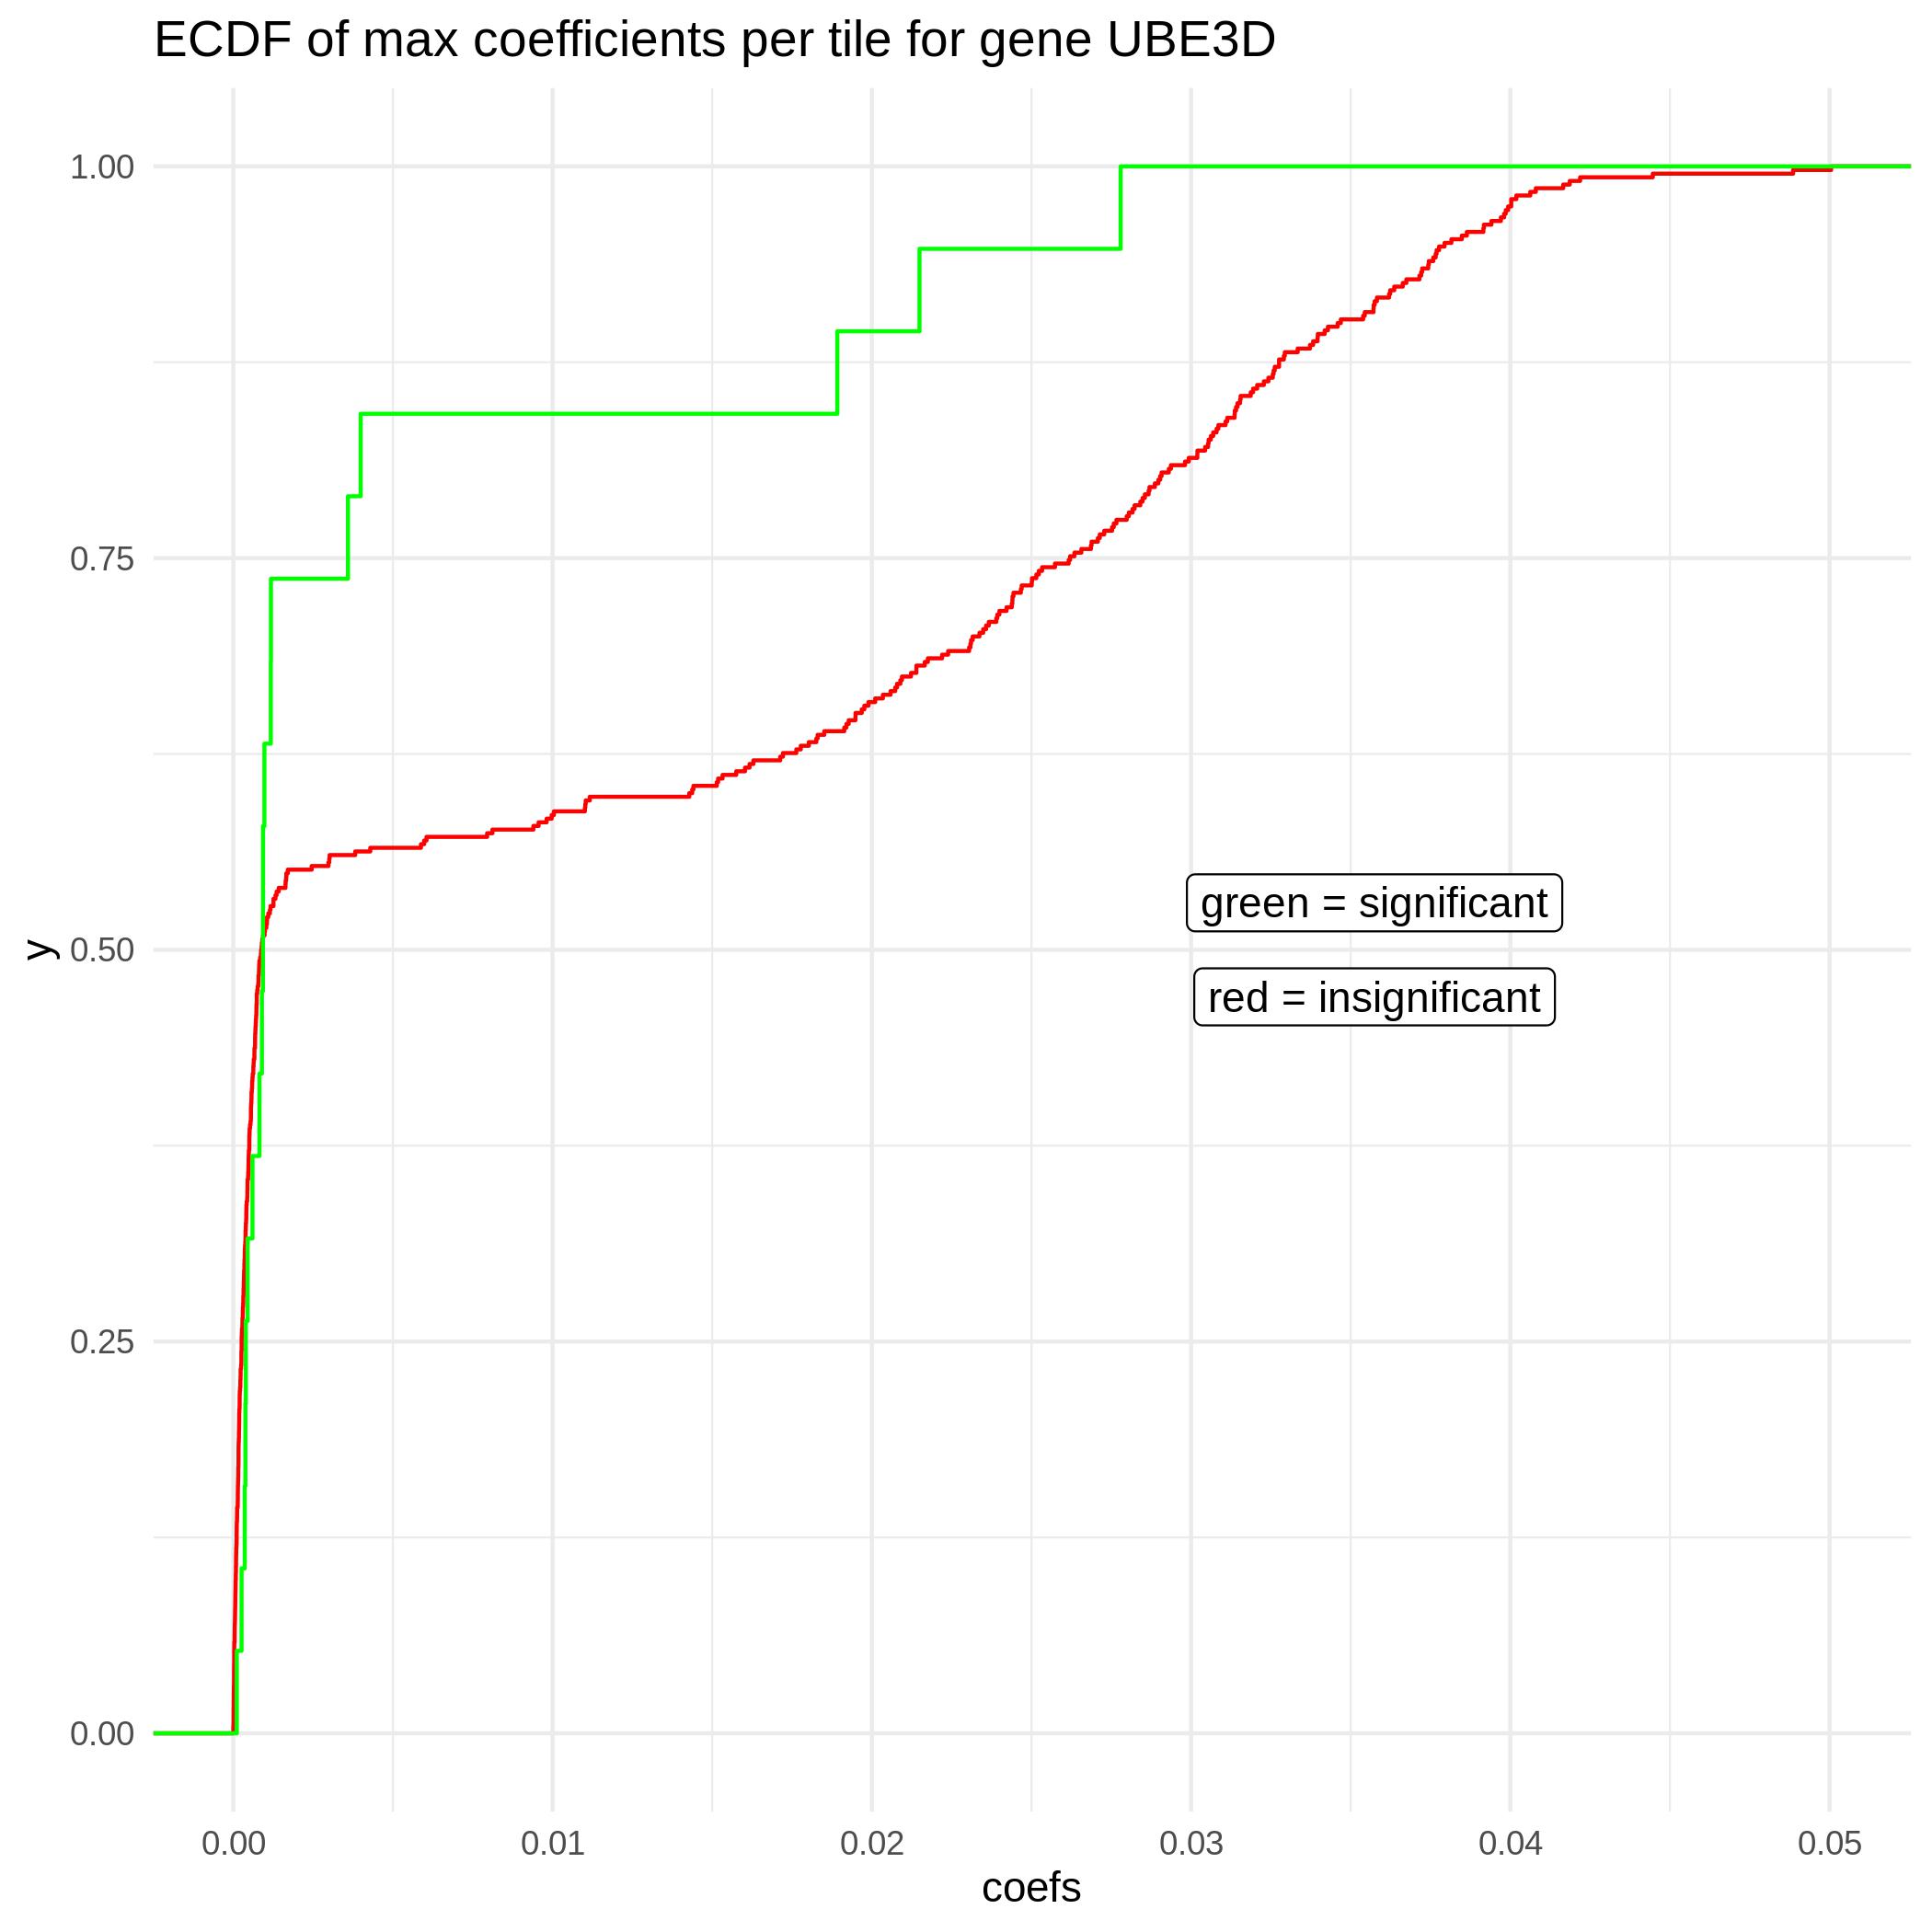 ECDF of max coefficients per tile for gene UBE3D
1.00
0.75
0.50
0.25
0.00
y
green = significant
red = insignificant
0.00 0.01 0.02 0.03 0.04 0.05
coefs